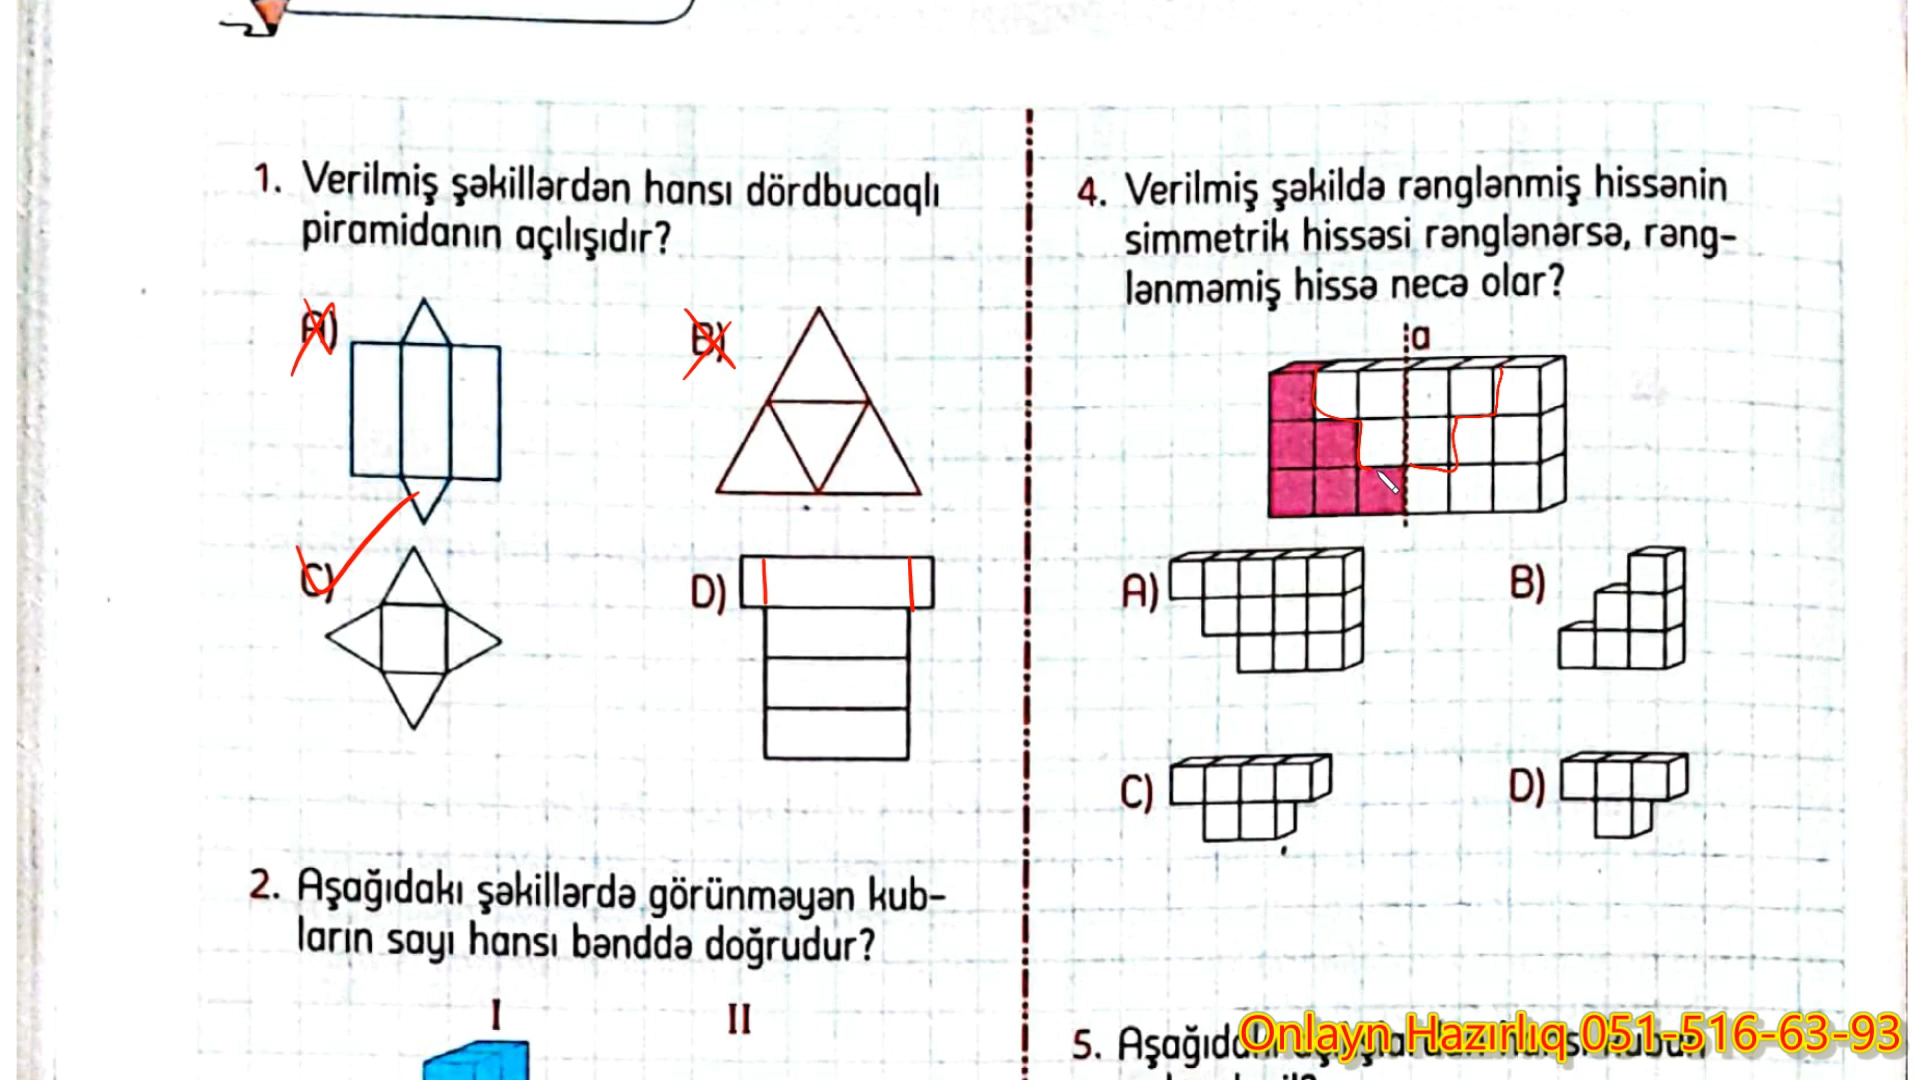 1. Verilmiş şəkillərdən hansı dördbucaqlı
piramidanın açılışıdır?
A)
B)
C)
D)
2. Aşağıdakı şəkillərdə görünməyən kub-
ların sayı hansı bənddə doğrudur?
I
II
4. Verilmiş şəkildə rənglənmiş hissənin
simmetrik hissəsi rənglənərsə, rəng-
lənməmiş hissə necə olar?
a
A)
B)
C)
D)
5.
Onlayn Hazırlıq 051-516-63-93